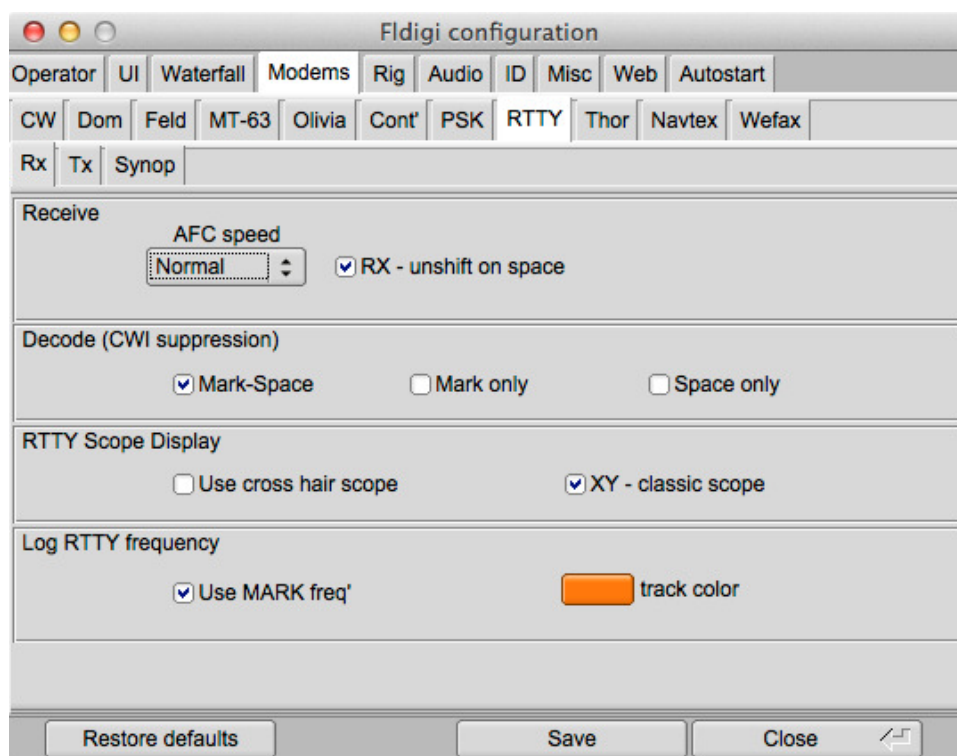 Fldigi configuration
Operator UI Waterfall Modems Rig Audio ID Misc Web Autostart
CW Dom Feld MT-63 Olivia Cont' PSK RTTY Thor Navtex Wefax
Rx Tx Synop
Receive
AFC speed
Normal RX - unshift on space
Decode (CWI suppression)
Mark-Space Mark only Space only
RTTY Scope Display
Use cross hair scope XY - classic scope
Log RTTY frequency
Use MARK freq' track color
Restore defaults Save Close